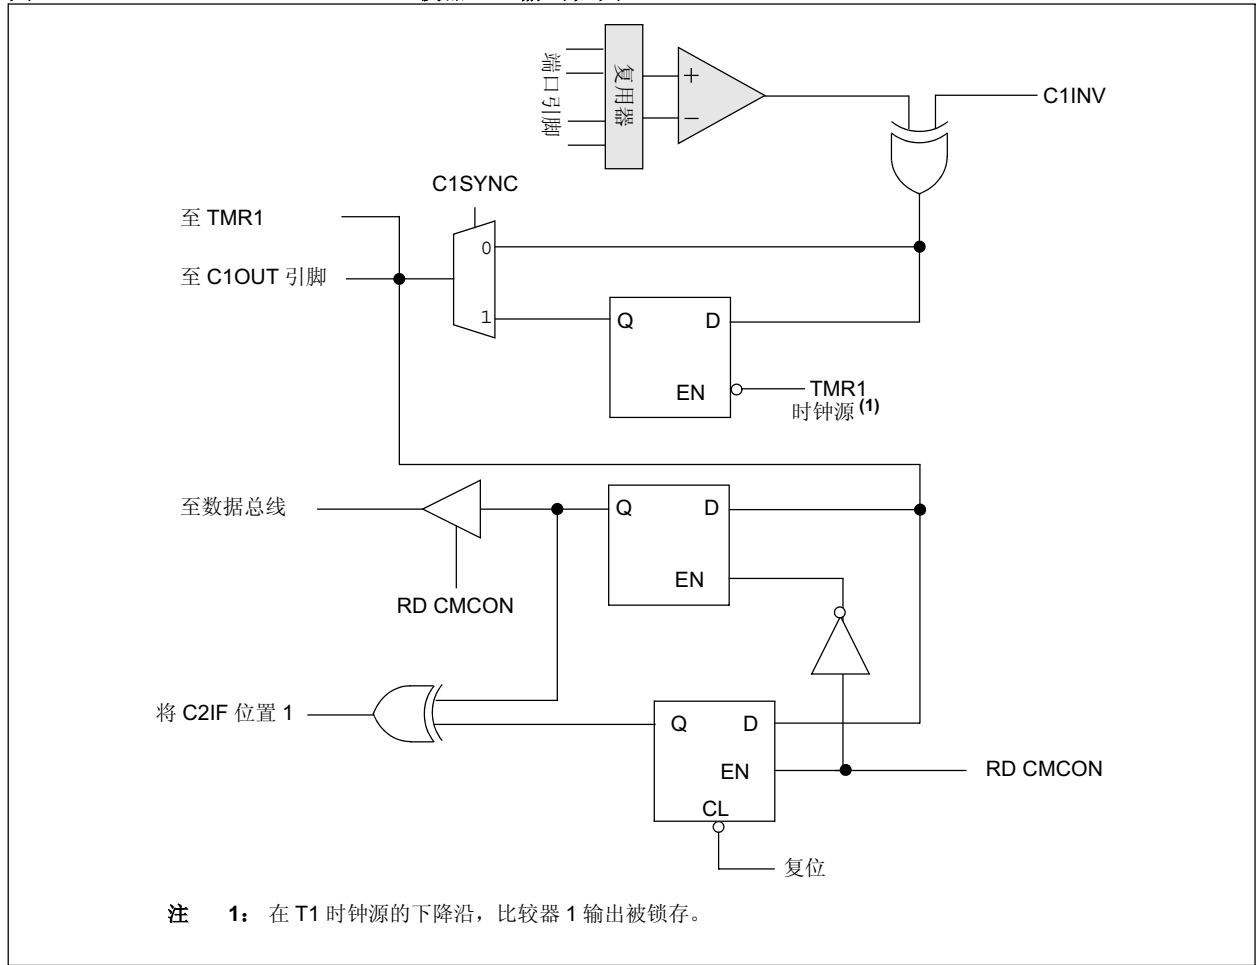 端口引脚
复用器
+
−
C1INV
C1SYNC
至 TMR1
0
至 C1OUT 引脚
1
Q D
EN
TMR1
时钟源 (1)
至数据总线
Q D
EN
RD CMCON
将 C2IF 位置 1
Q D
EN
RD CMCON
CL
复位
注 1: 在 T1 时钟源的下降沿，比较器 1 输出被锁存。